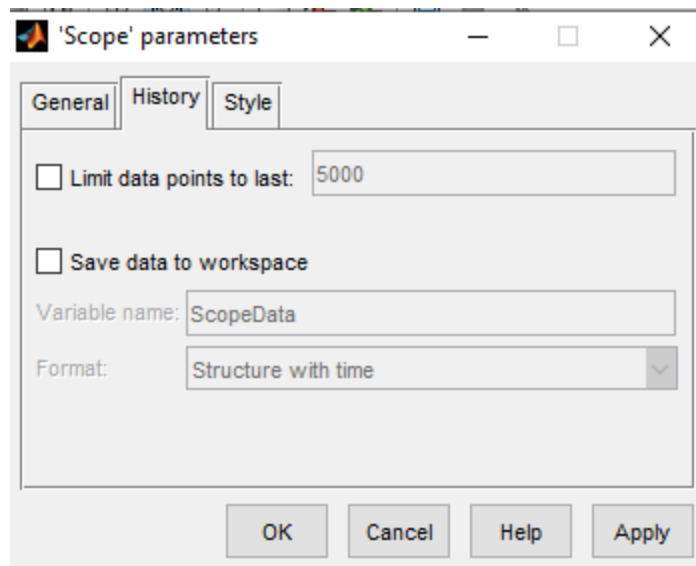 'Scope' parameters
General History Style
Limit data points to last: 5000
Save data to workspace
Variable name: ScopeData
Format: Structure with time
OK Cancel Help Apply